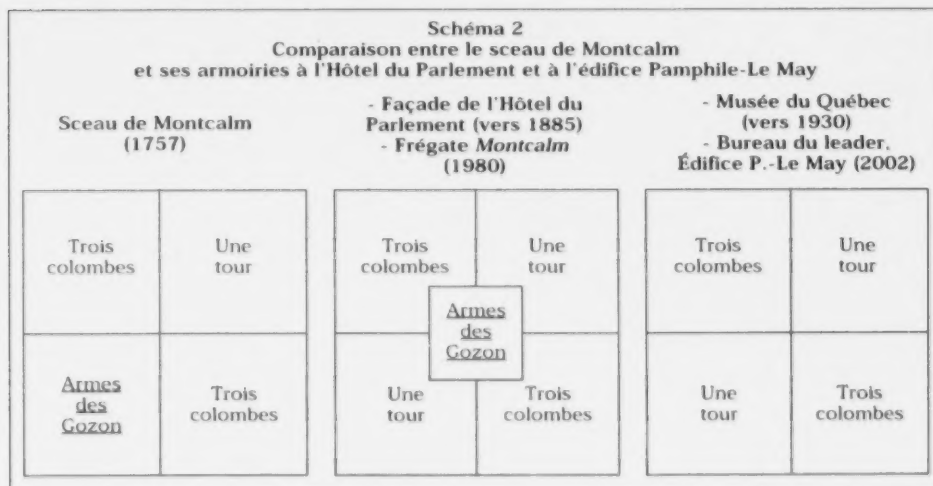 Schéma 2
Comparaison entre le sceau de Montcalm
et ses armoiries à l'Hôtel du Parlement et à l'édifice Pamphile-Le May
Sceau de Montcalm
(1757)
- Façade de l'Hôtel du
Parlement (vers 1885)
- Frégate Montcalm
(1980)
- Musée du Québec
(vers 1930)
- Bureau du leader,
Édifice P.-Le May (2002)
Trois
colombes
Une
tour
Armes
des
Gozon
Trois
colombes
Trois
colombes
Une
tour
Armes
des
Gozon
Une
tour
Trois
colombes
Trois
colombes
Une
tour
Une
tour
Trois
colombes